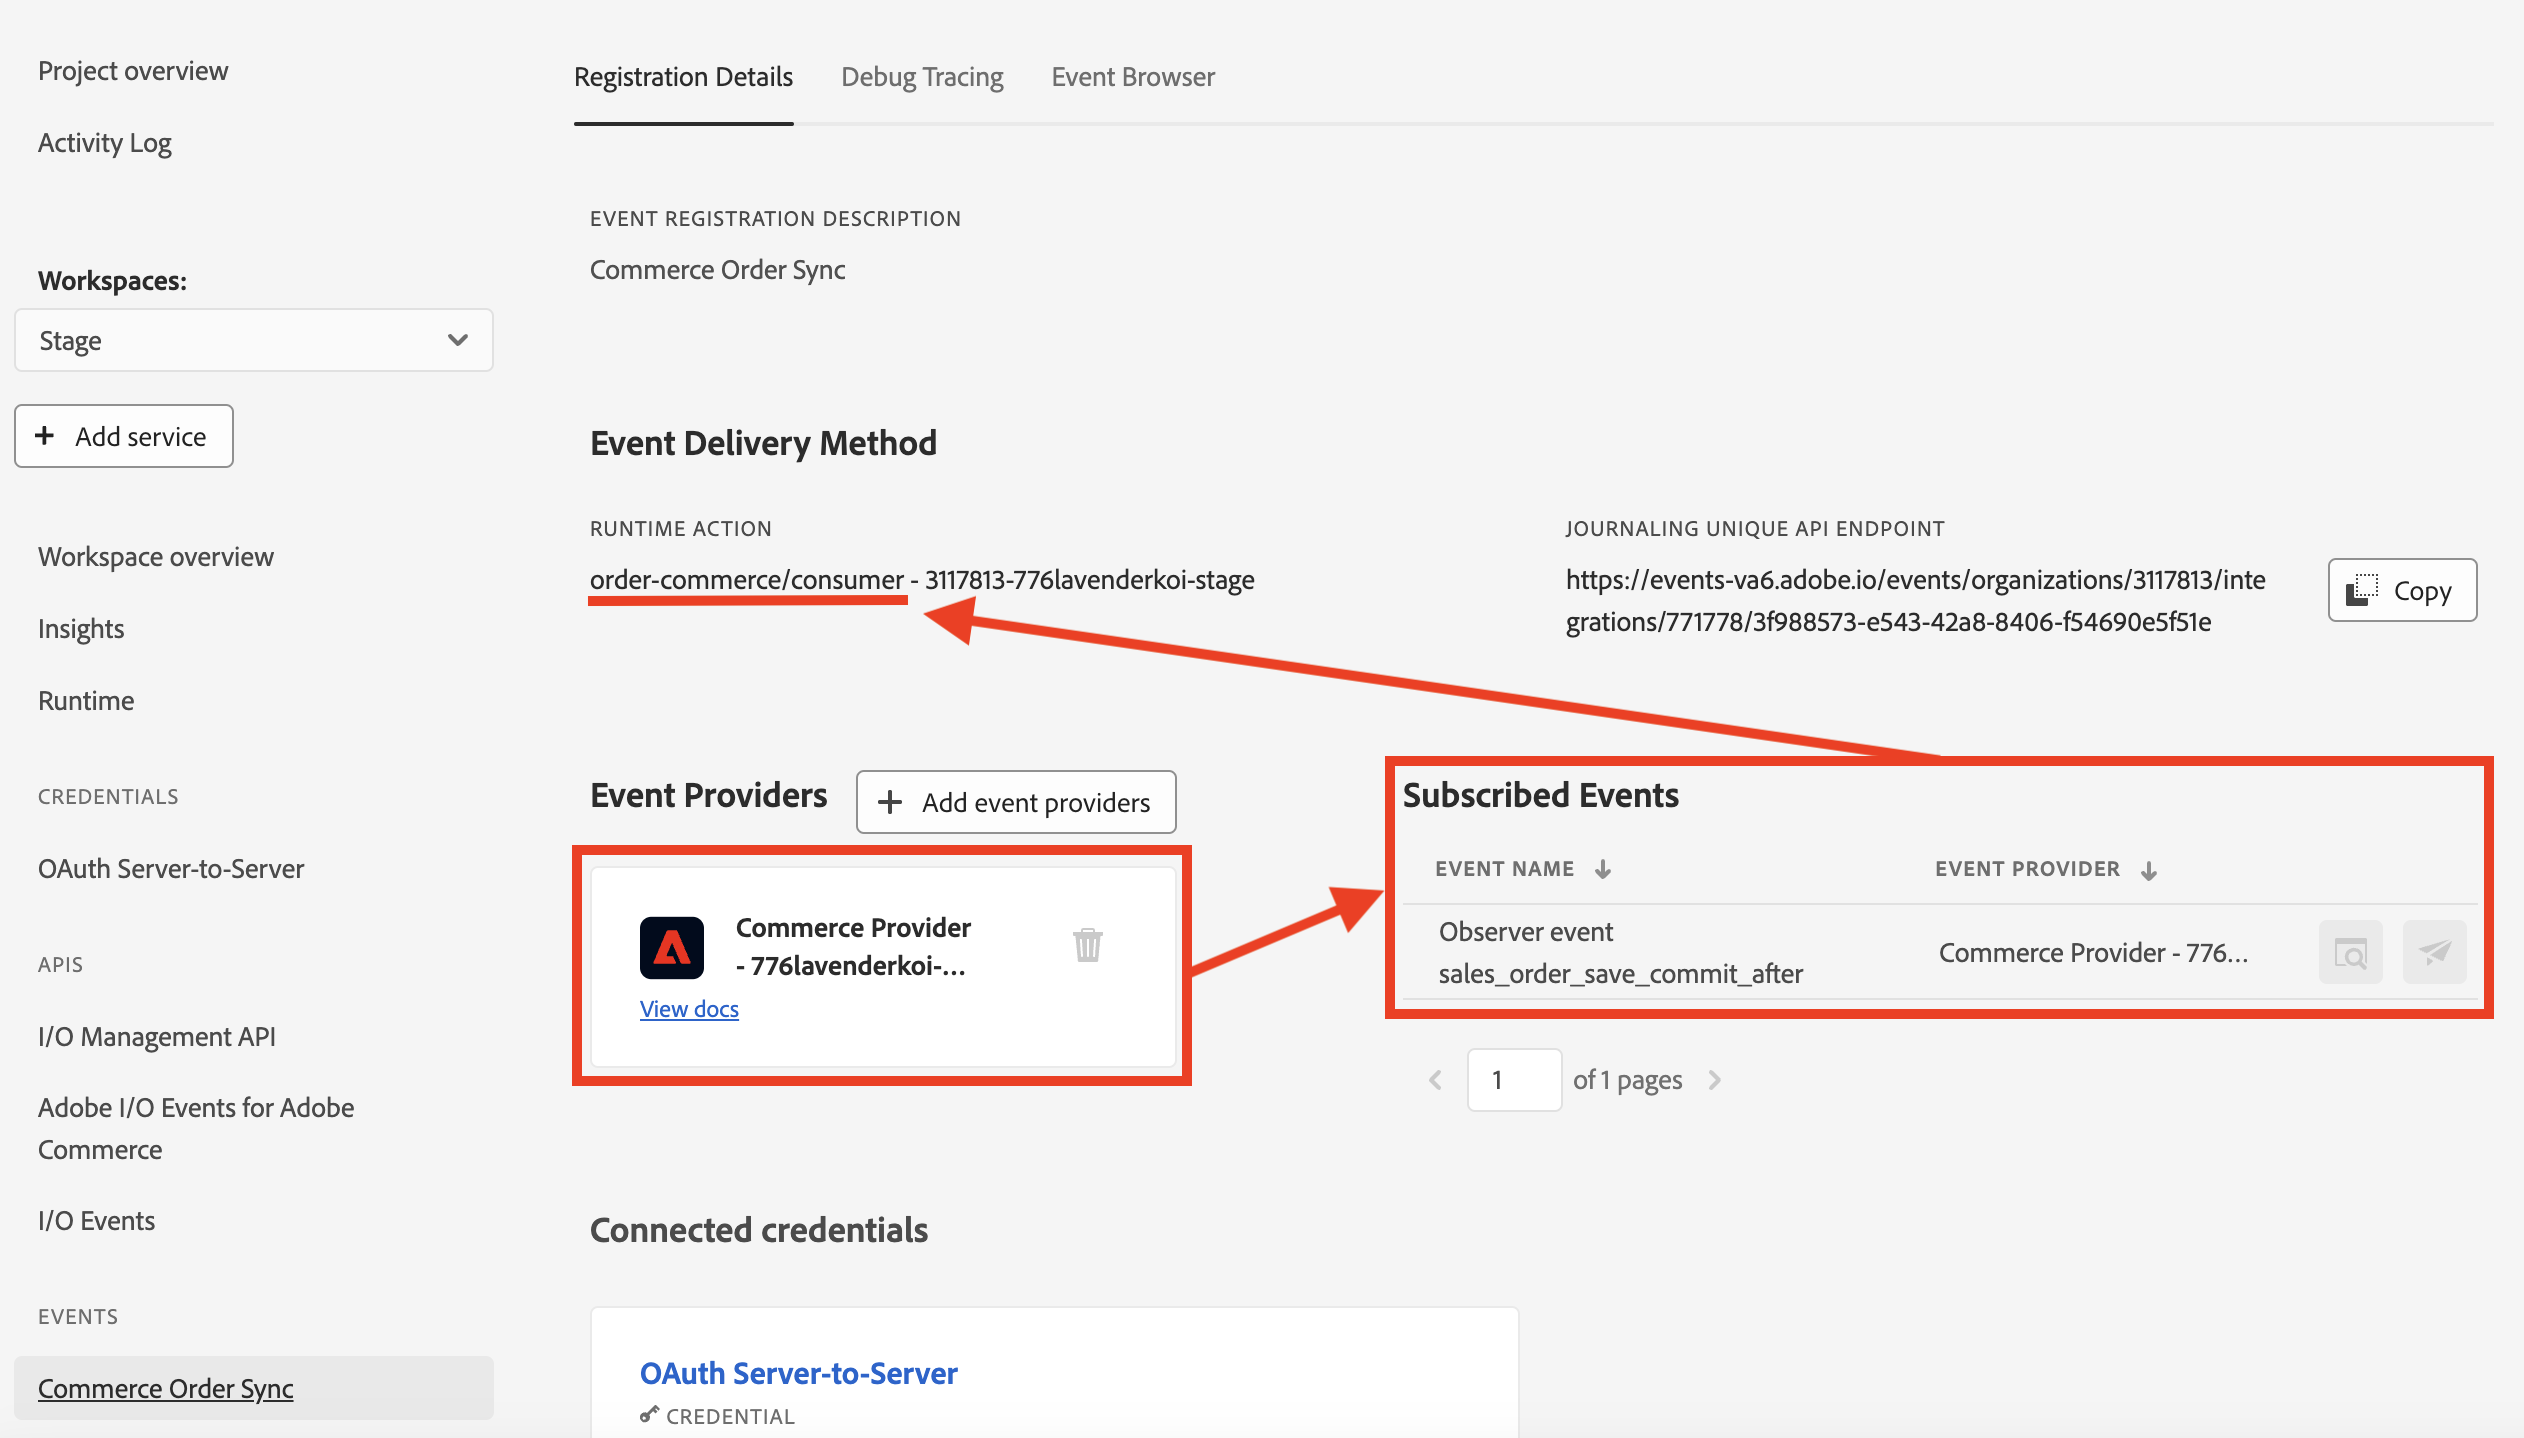 Project overview
Activity Log
Workspaces:
Stage
Add service
Workspace overview
Insights
Runtime
CREDENTIALS
OAuth Server-to-Server
APIS
I/O Management API
Adobe I/O Events for Adobe
Commerce
I/O Events
EVENTS
Commerce Order Sync
Registration Details
Debug Tracing
Event Browser
EVENT REGISTRATION DESCRIPTION
Commerce Order Sync
Event Delivery Method
RUNTIME ACTION
order-commerce/consumer - 3117813-776lavenderkoi-stage
JOURNALING UNIQUE API ENDPOINT
https://events-va6.adobe.io/events/organizations/3117813/inte
grations/771778/3f988573-e543-42a8-8406-f54690e5f51e
Copy
Event Providers
Add event providers
Commerce Provider
- 776lavenderkoi-...
View docs
Subscribed Events
EVENT NAME
EVENT PROVIDER
Observer event
sales_order_save_commit_after
Commerce Provider - 776...
1 of 1 pages
Connected credentials
OAuth Server-to-Server
CREDENTIAL